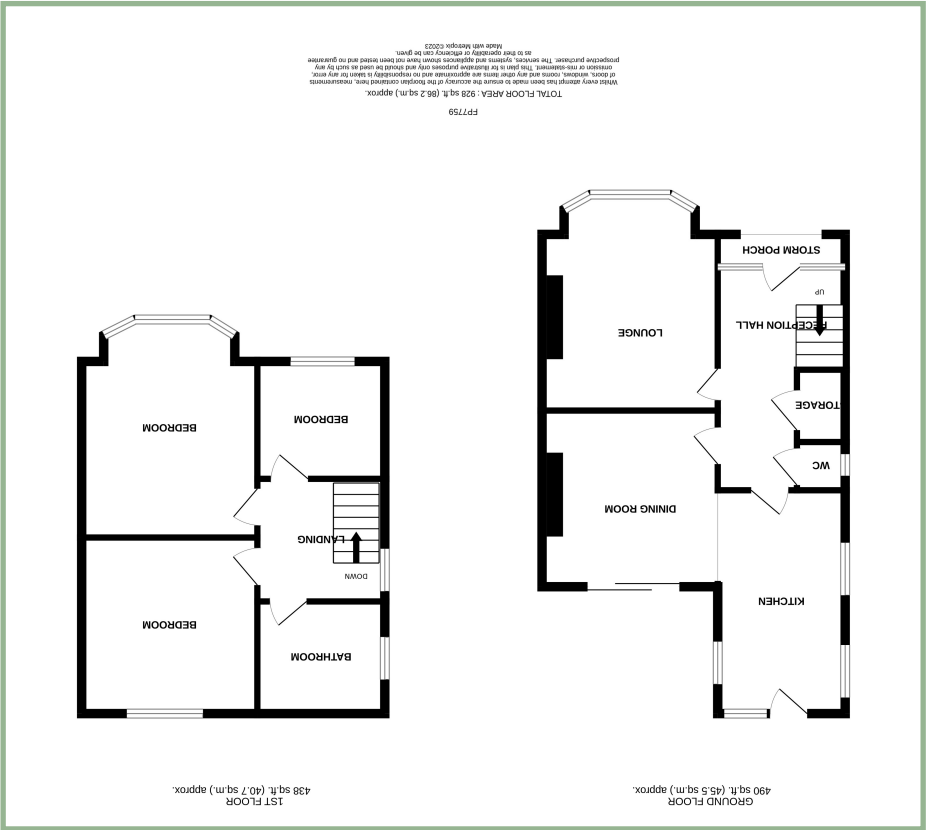 GROUND FLOOR
490 sq.ft. (45.5 sq.m.) approx.
KITCHEN
DINING ROOM
WC
STORAGE
LOUNGE
RECEPTION HALL
UP
STORM PORCH
1ST FLOOR
438 sq.ft. (40.7 sq.m.) approx.
BATHROOM
BEDROOM
DOWN
LANDING
BEDROOM
BEDROOM
FP7759
TOTAL FLOOR AREA : 928 sq.ft. (86.2 sq.m.) approx.
Whilst every attempt has been made to ensure the accuracy of the floorplan contained here, measurements
of doors, windows, rooms and any other items are approximate and no responsibility is taken for any error,
omission or mis-statement. This plan is for illustrative purposes only and should be used as such by any
prospective purchaser. The services, systems and appliances shown have not been tested and no guarantee
as to their operability or efficiency can be given.
Made with Metropix ©2023